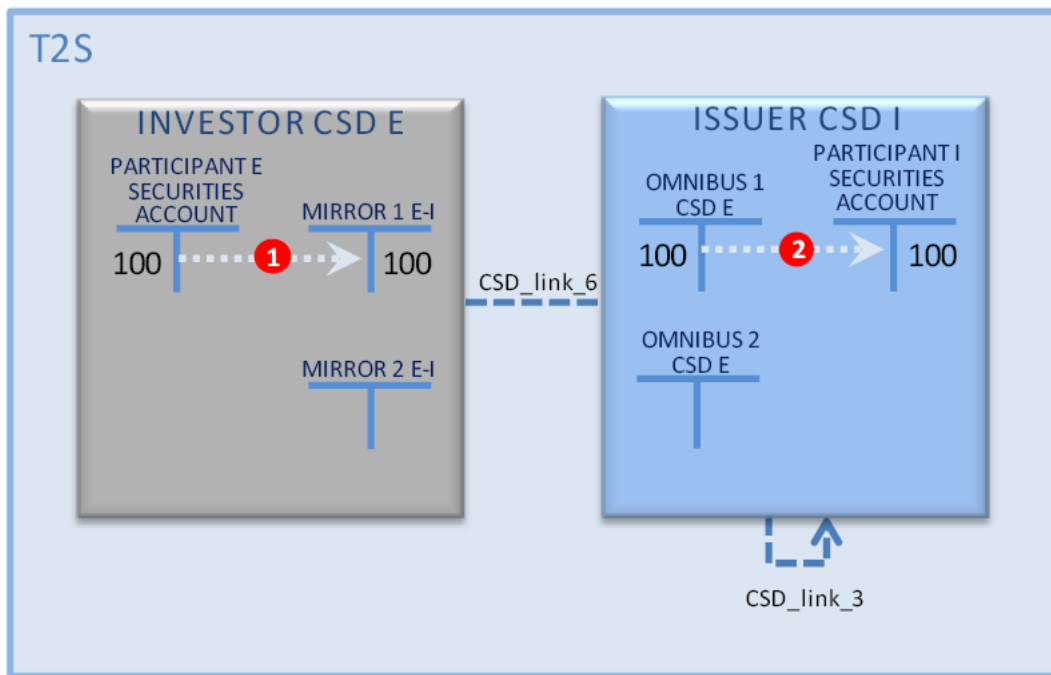 T2S
INVESTOR CSD E
PARTICIPANT E
SECURITIES
ACCOUNT
MIRROR 1 E-I
100
1
100
MIRROR 2 E-I
CSD_link_6
ISSUER CSD I
OMNIBUS 1
CSD E
PARTICIPANT I
SECURITIES
ACCOUNT
100
2
100
OMNIBUS 2
CSD E
CSD_link_3